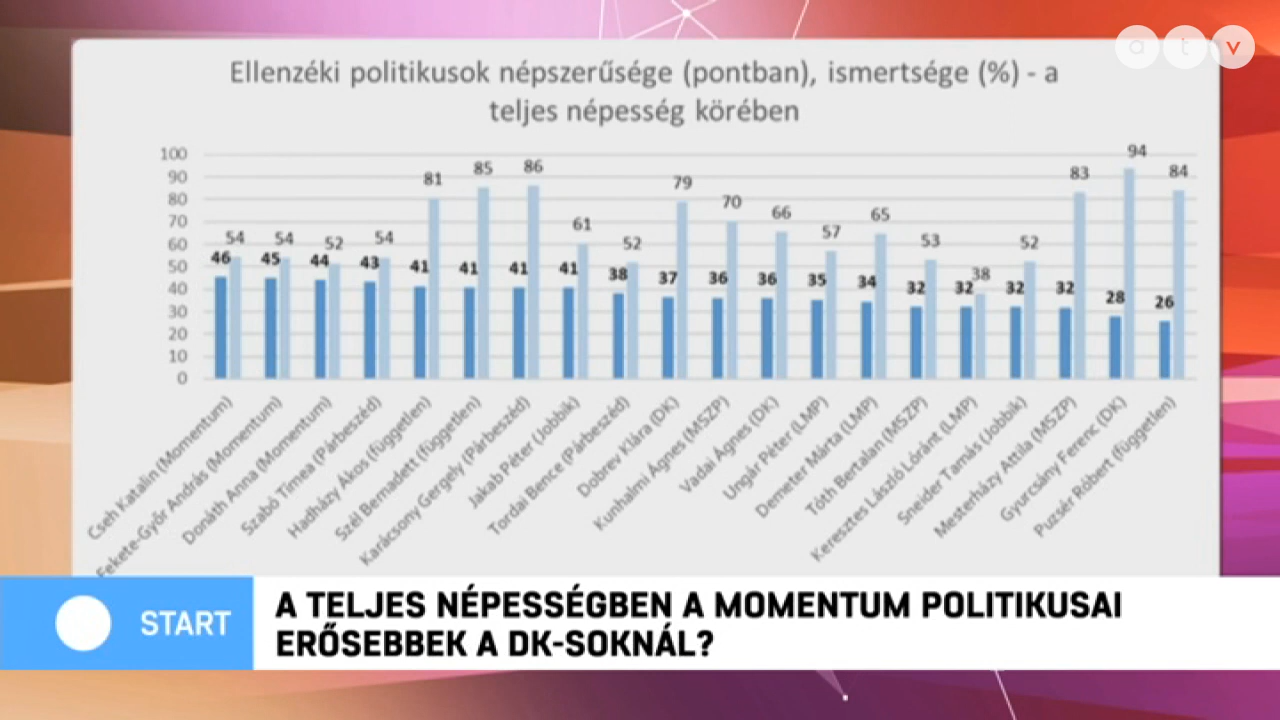 a t v
Ellenzéki politikusok népszerűsége (pontban), ismertsége (%) - a
teljes népesség körében
100
90
80
70
60
50
40
30
20
10
0
46 54
45 54
44 52
43 54
41 81
41 85
41 86
41 61
38 52
37 79
36 70
36 66
35 57
34 65
32 53
32 38
32 52
32 83
28 94
26 84
Cseh Katalin (Momentum)
Fekete-Győr András (Momentum)
Donáth Anna (Momentum)
Szabó Tímea (Párbeszéd)
Hadházy Ákos (független)
Szél Bernadett (független)
Karácsony Gergely (Párbeszéd)
Jakab Péter (Jobbik)
Tordai Bence (Párbeszéd)
Dobrev Klára (DK)
Kunhalmi Ágnes (MSZP)
Vadai Ágnes (DK)
Ungár Péter (LMP)
Demeter Márta (LMP)
Tóth Bertalan (MSZP)
Keresztes László Lóránt (LMP)
Sneider Tamás (Jobbik)
Mesterházy Attila (MSZP)
Gyurcsány Ferenc (DK)
Puzsér Róbert (független)
START
A TELJES NÉPESSÉGBEN A MOMENTUM POLITIKUSAI
ERŐSEBBEK A DK-SOKNÁL?